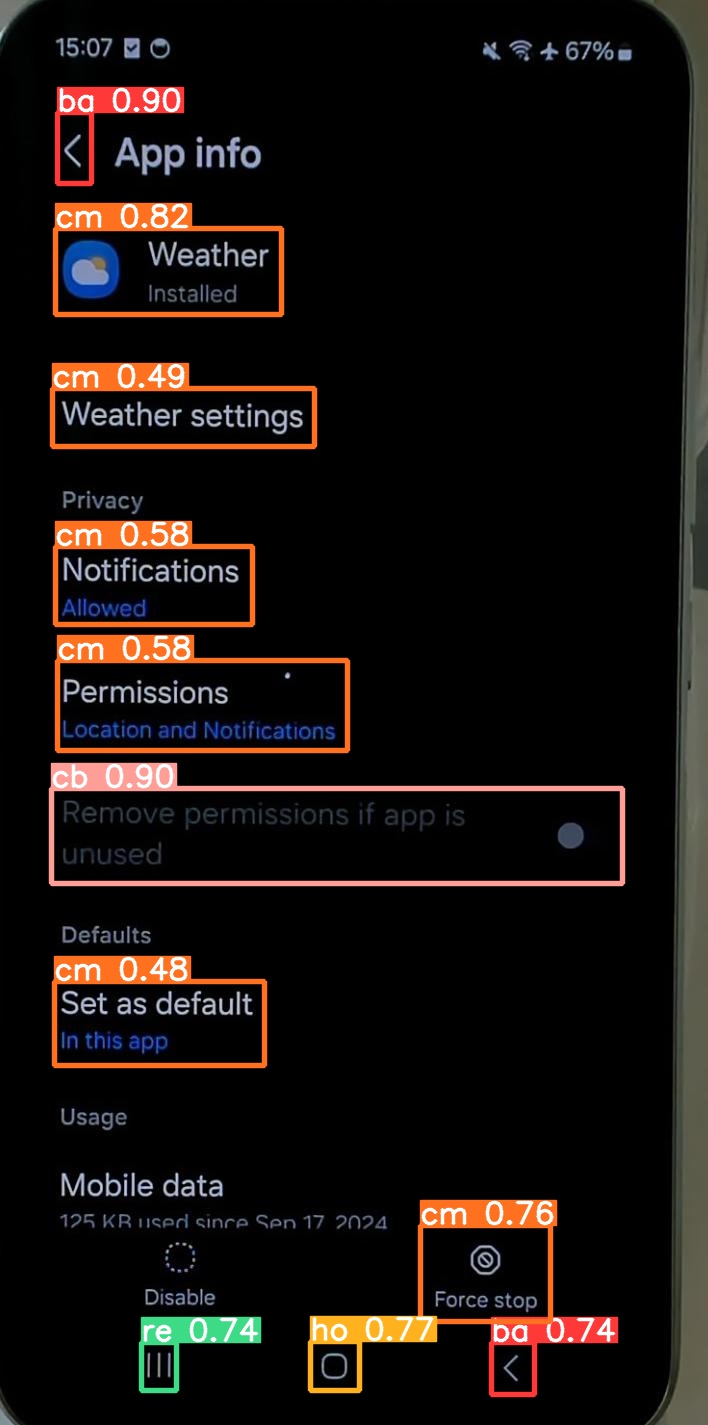 15:07 67%
ba 0.90
App info
cm 0.82
Weather
Installed
cm 0.49
Weather settings
Privacy
cm 0.58
Notifications
Allowed
cm 0.58
Permissions
Location and Notifications
cb 0.90
Remove permissions if app is
unused
Defaults
cm 0.48
Set as default
In this app
Usage
Mobile data
125 KB used since Sep 17, 2024
cm 0.76
Disable
Force stop
re 0.74
ho 0.77
ba 0.74